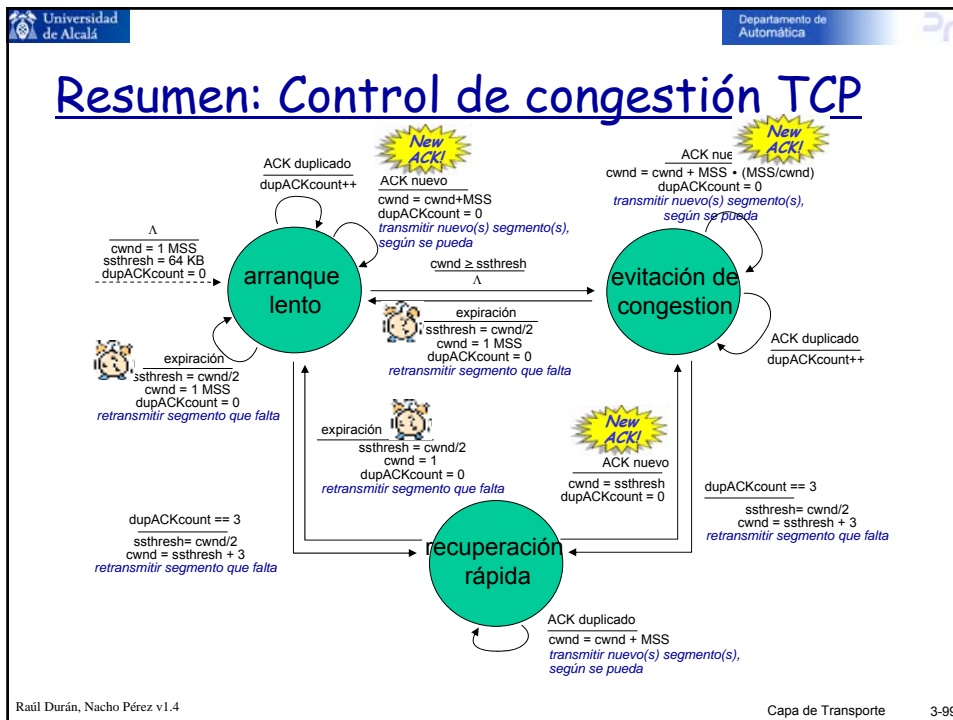 Universidad
de Alcalá
Departamento de
Automática
Resumen: Control de congestión TCP
New
ACK!
ACK duplicado
dupACKcount++
ACK nuevo
cwnd = cwnd+MSS
dupACKcount = 0
transmitir nuevo(s) segmento(s),
según se pueda
New
ACK!
ACK nue
cwnd = cwnd + MSS • (MSS/cwnd)
dupACKcount = 0
transmitir nuevo(s) segmento(s),
según se pueda
Λ
cwnd = 1 MSS
ssthresh = 64 KB
dupACKcount = 0
arranque
lento
cwnd ≥ ssthresh
Λ
evitación de
congestion
expiración
ssthresh = cwnd/2
cwnd = 1 MSS
dupACKcount = 0
retransmitir segmento que falta
ACK duplicado
dupACKcount++
expiración
ssthresh = cwnd/2
cwnd = 1 MSS
dupACKcount = 0
retransmitir segmento que falta
expiración
ssthresh = cwnd/2
cwnd = 1
dupACKcount = 0
retransmitir segmento que falta
New
ACK!
ACK nuevo
cwnd = ssthresh
dupACKcount = 0
dupACKcount == 3
ssthresh= cwnd/2
cwnd = ssthresh + 3
retransmitir segmento que falta
dupACKcount == 3
ssthresh= cwnd/2
cwnd = ssthresh + 3
retransmitir segmento que falta
recuperación
rápida
ACK duplicado
cwnd = cwnd + MSS
transmitir nuevo(s) segmento(s),
según se pueda
Raúl Durán, Nacho Pérez v1.4
Capa de Transporte
3-99